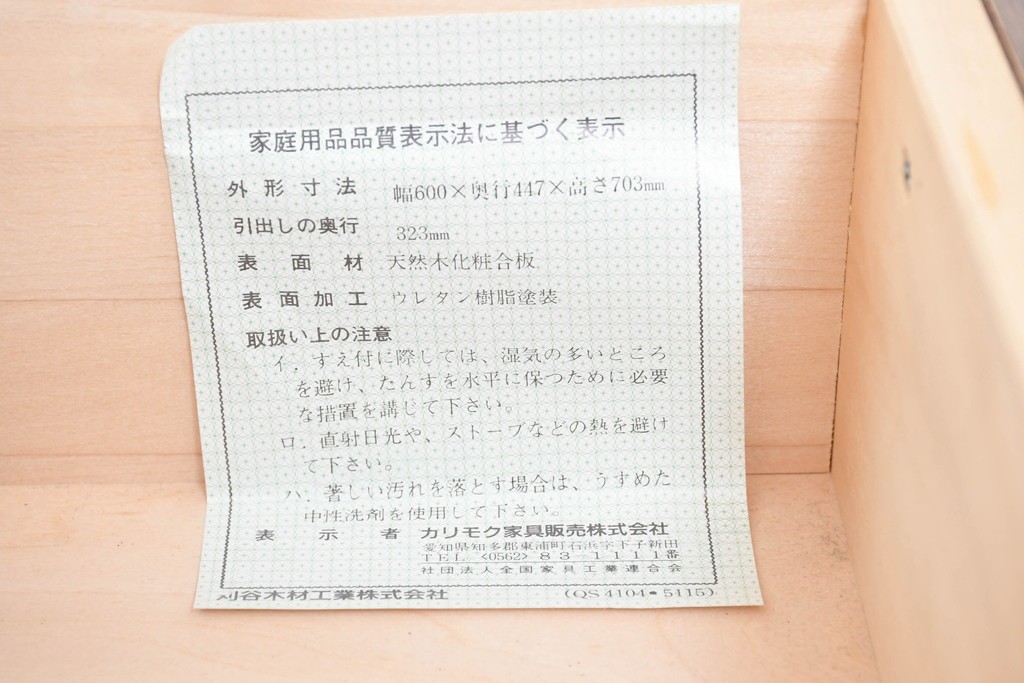 家庭用品品質表示法に基づく表示
外形寸法 幅600×奥行447×高さ703mm
引出しの奥行 323mm
表面材 天然木化粧合板
表面加工 ウレタン樹脂塗装
取扱い上の注意
イ．すえ付に際しては、湿気の多いところ
を避け、たんすを水平に保つために必要
な措置を講じて下さい。
ロ．直射日光や、ストーブなどの熱を避け
て下さい。
ハ．著しい汚れを落とす場合は、うすめた
中性洗剤を使用して下さい。
表示者 カリモク家具販売株式会社
愛知県知多郡東浦町石浜字下子新田
TEL <0562> 83 1111番
社団法人全国家具工業連合会
刈谷木材工業株式会社 (QS4104•5115)